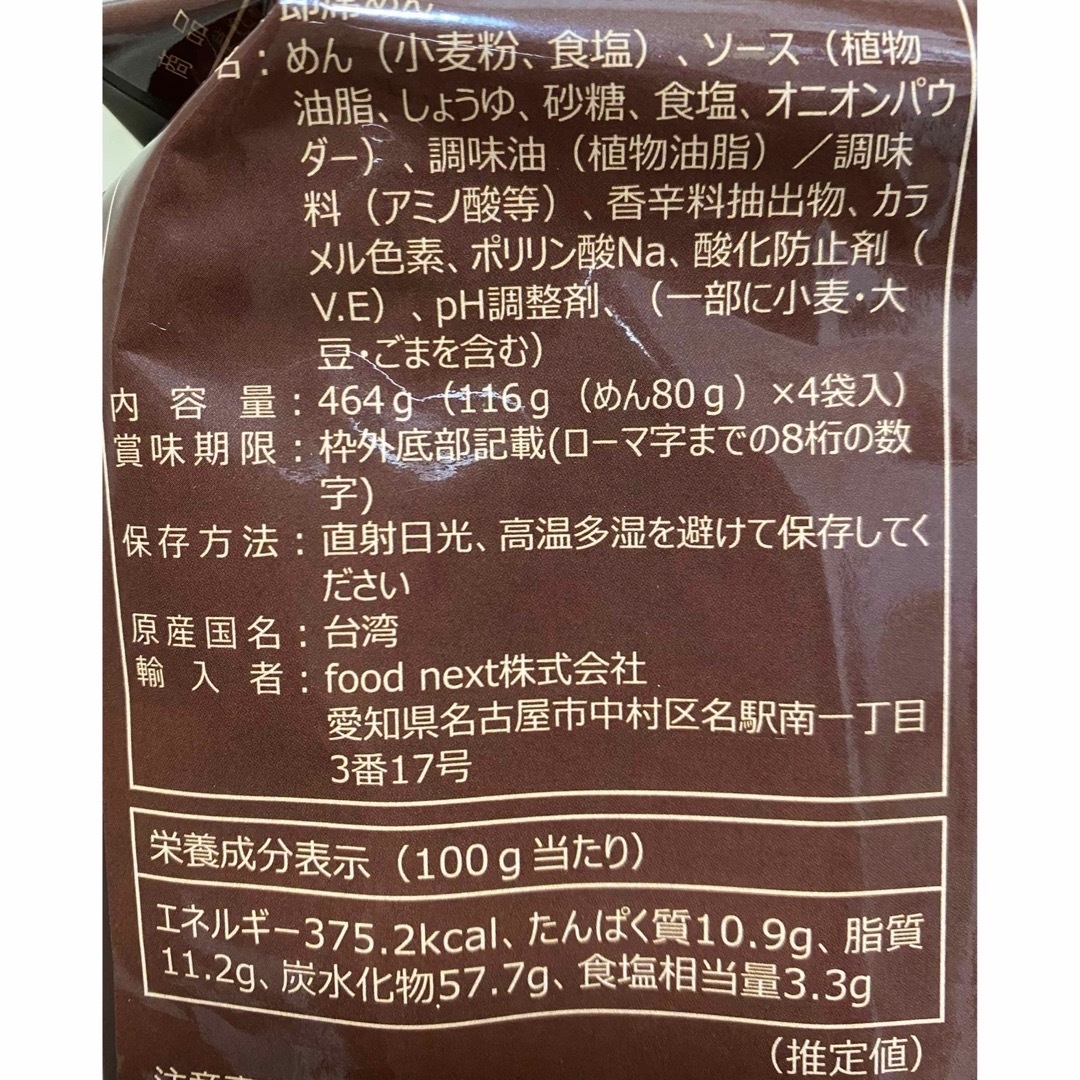 即席めん
名：めん（小麦粉、食塩）、ソース（植物
油脂、しょうゆ、砂糖、食塩、オニオンパウ
ダー）、調味油（植物油脂）／調味
料（アミノ酸等）、香辛料抽出物、カラ
メル色素、ポリリン酸Na、酸化防止剤（
V.E）、pH調整剤、（一部に小麦・大
豆・ごまを含む）
内容量：464g（116g（めん80g）×4袋入）
賞味期限：枠外底部記載(ローマ字までの8桁の数
字)
保存方法：直射日光、高温多湿を避けて保存してく
ださい
原産国名：台湾
輸入者：food next株式会社
愛知県名古屋市中村区名駅南一丁目
3番17号
栄養成分表示（100g当たり）
エネルギー375.2kcal、たんぱく質10.9g、脂質
11.2g、炭水化物57.7g、食塩相当量3.3g
（推定値）